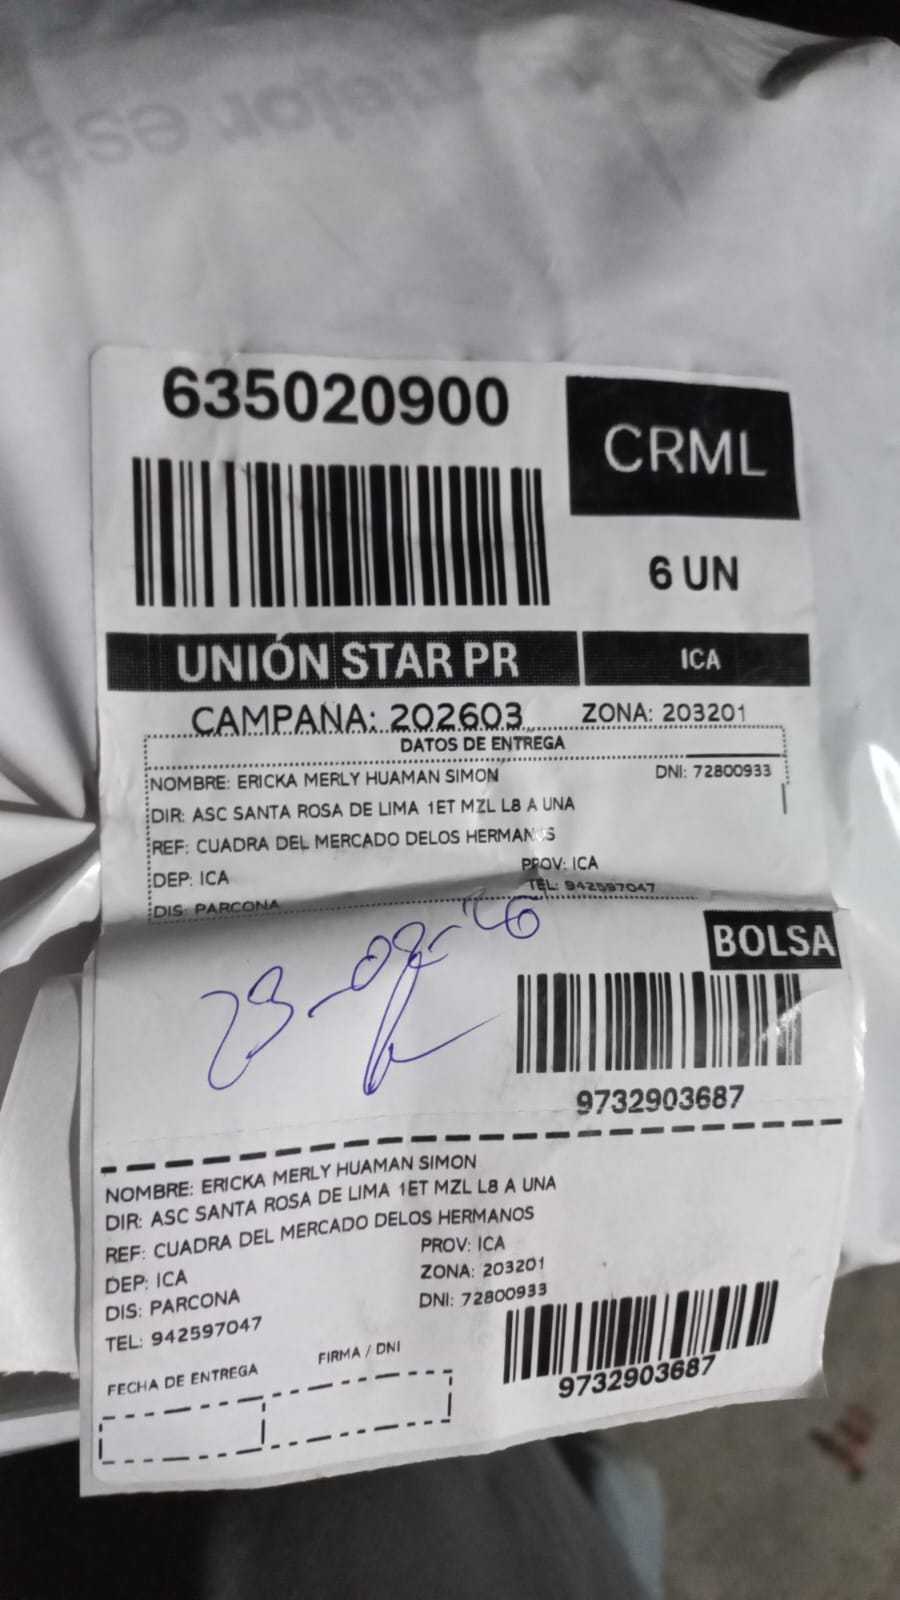 mejor esa
635020900
CRML
6 UN
UNIÓN STAR PR
ICA
CAMPAÑA: 202603
ZONA: 203201
DATOS DE ENTREGA
NOMBRE: ERICKA MERLY HUAMAN SIMON
DNI: 72800933
DIR: ASC SANTA ROSA DE LIMA 1ET MZL L8 A UNA
REF: CUADRA DEL MERCADO DELOS HERMANOS
DEP: ICA
PROV: ICA
DIS: PARCONA
TEL: 942597047
BOLSA
9732903687
NOMBRE: ERICKA MERLY HUAMAN SIMON
DIR: ASC SANTA ROSA DE LIMA 1ET MZL L8 A UNA
REF: CUADRA DEL MERCADO DELOS HERMANOS
DEP: ICA
PROV: ICA
DIS: PARCONA
ZONA: 203201
TEL: 942597047
DNI: 72800933
FECHA DE ENTREGA
FIRMA / DNI
9732903687